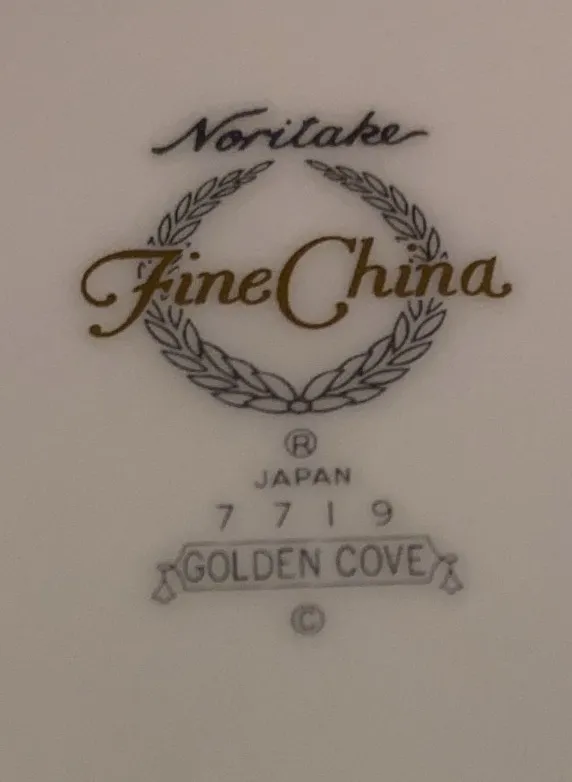 Noritake
Fine China
®
JAPAN
7719
GOLDEN COVE
©